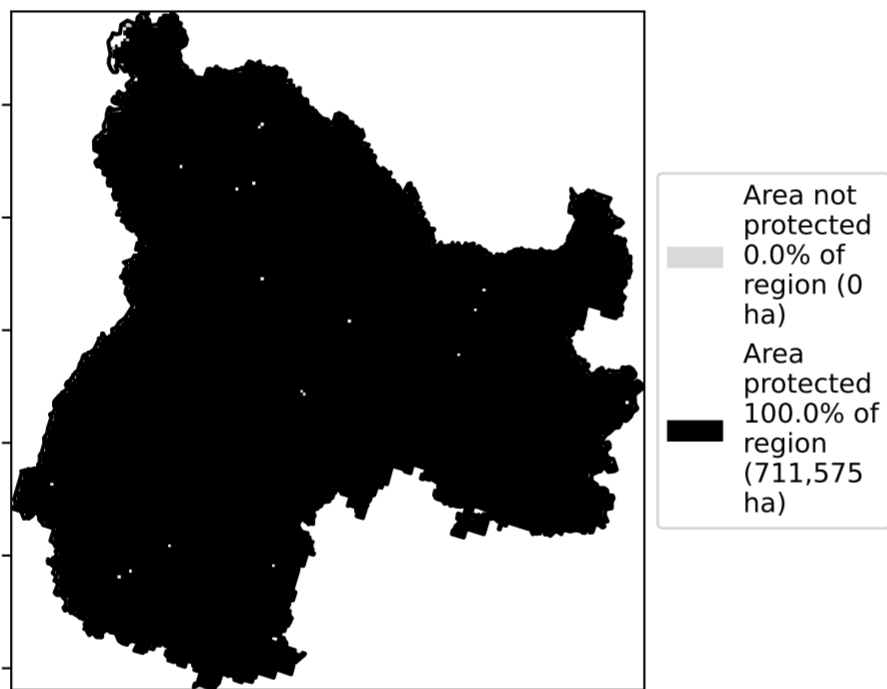 Area not
protected
0.0% of
region (0
ha)
Area
protected
100.0% of
region
(711,575
ha)